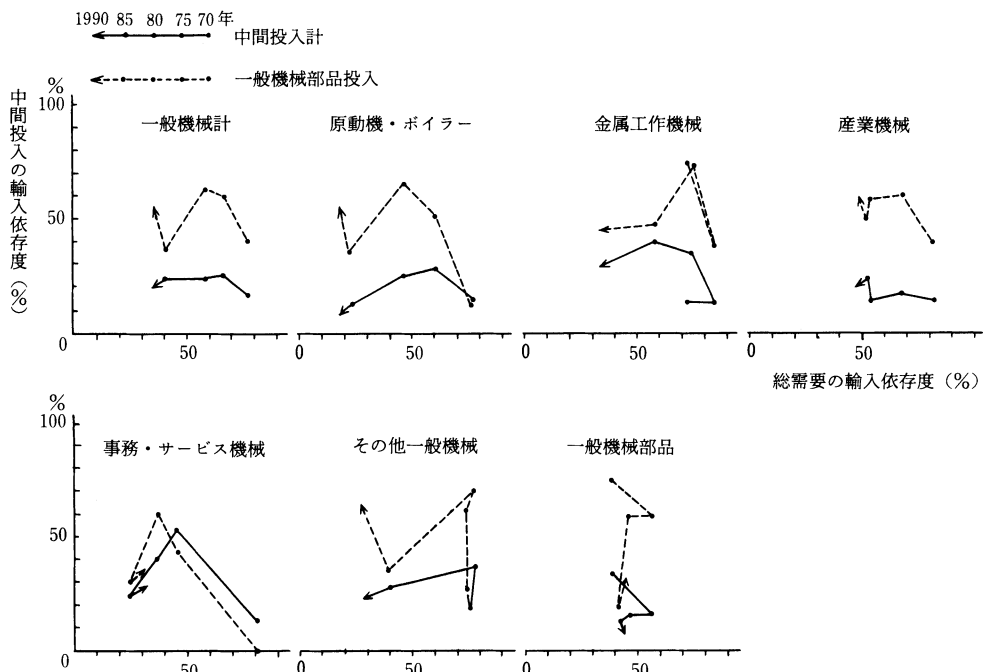 1990 85 80 75 70 年
中間投入計
一般機械部品投入
中間投入の輸入依存度(%)
%
100
50
0
一般機械計
原動機・ボイラー
金属工作機械
産業機械
50
0
50
0
50
0
50
総需要の輸入依存度(%)
%
100
50
0
事務・サービス機械
その他一般機械
一般機械部品
50
0
50
0
50